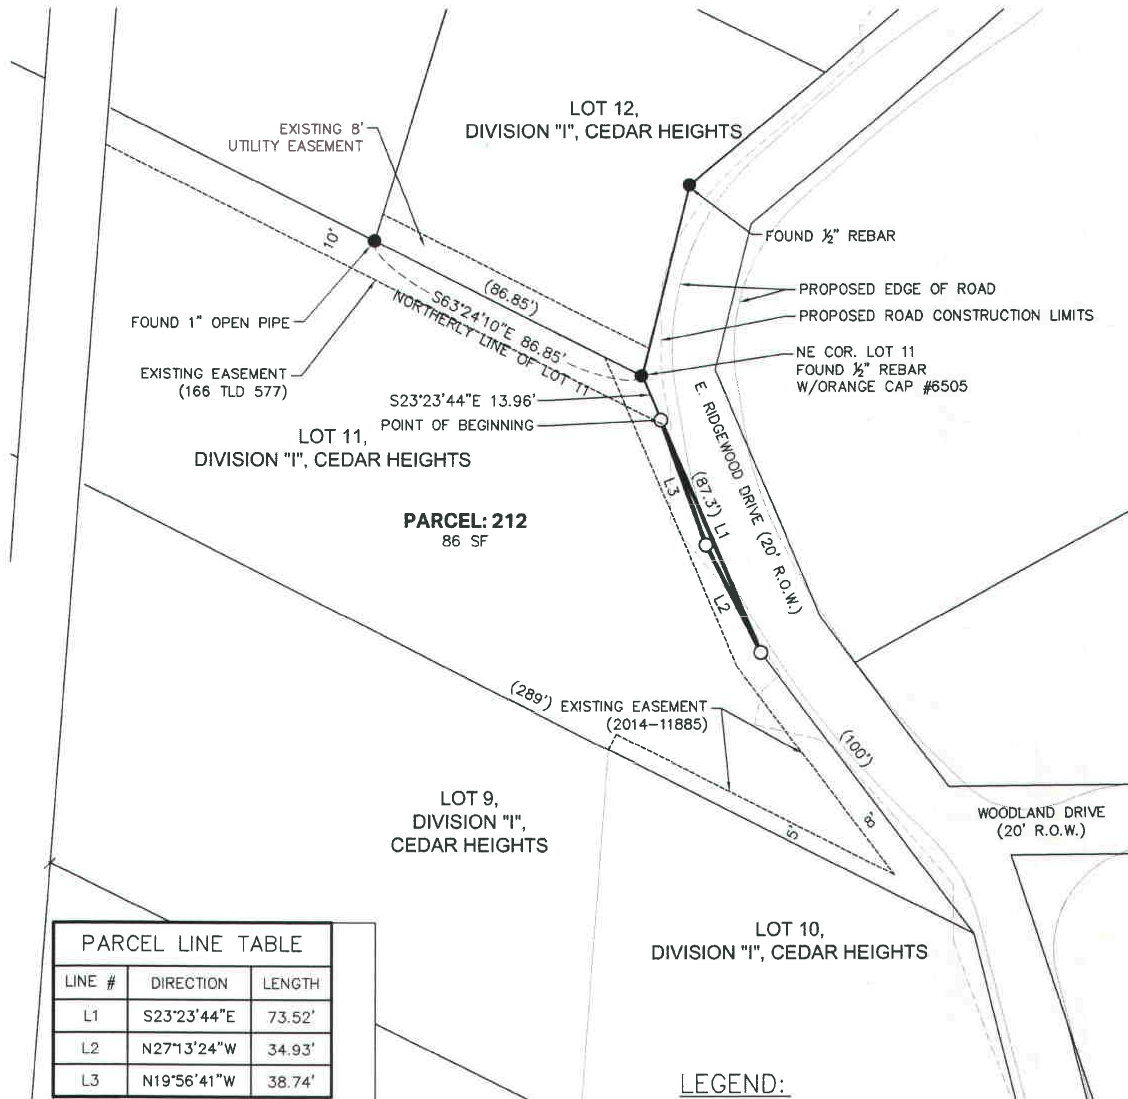 LOT 12,
DIVISION "I", CEDAR HEIGHTS
EXISTING 8'
UTILITY EASEMENT
FOUND ½" REBAR
10'
(86.85')
S63°24'10"E 86.85'
NORTHERLY LINE OF LOT 11
PROPOSED EDGE OF ROAD
PROPOSED ROAD CONSTRUCTION LIMITS
FOUND 1" OPEN PIPE
NE COR. LOT 11
FOUND ½" REBAR
W/ORANGE CAP #6505
EXISTING EASEMENT
(166 TLD 577)
S23°23'44"E 13.96'
POINT OF BEGINNING
E. RIDGEWOOD DRIVE (20' R.O.W.)
LOT 11,
DIVISION "I", CEDAR HEIGHTS
L3
(87.3') L1
PARCEL: 212
86 SF
L2
(289')
EXISTING EASEMENT
(2014-11885)
(100')
LOT 9,
DIVISION "I",
CEDAR HEIGHTS
5'
8'
WOODLAND DRIVE
(20' R.O.W.)
LOT 10,
DIVISION "I", CEDAR HEIGHTS
PARCEL LINE TABLE
LINE # DIRECTION LENGTH
L1 S23°23'44"E 73.52'
L2 N27°13'24"W 34.93'
L3 N19°56'41"W 38.74'
LEGEND: